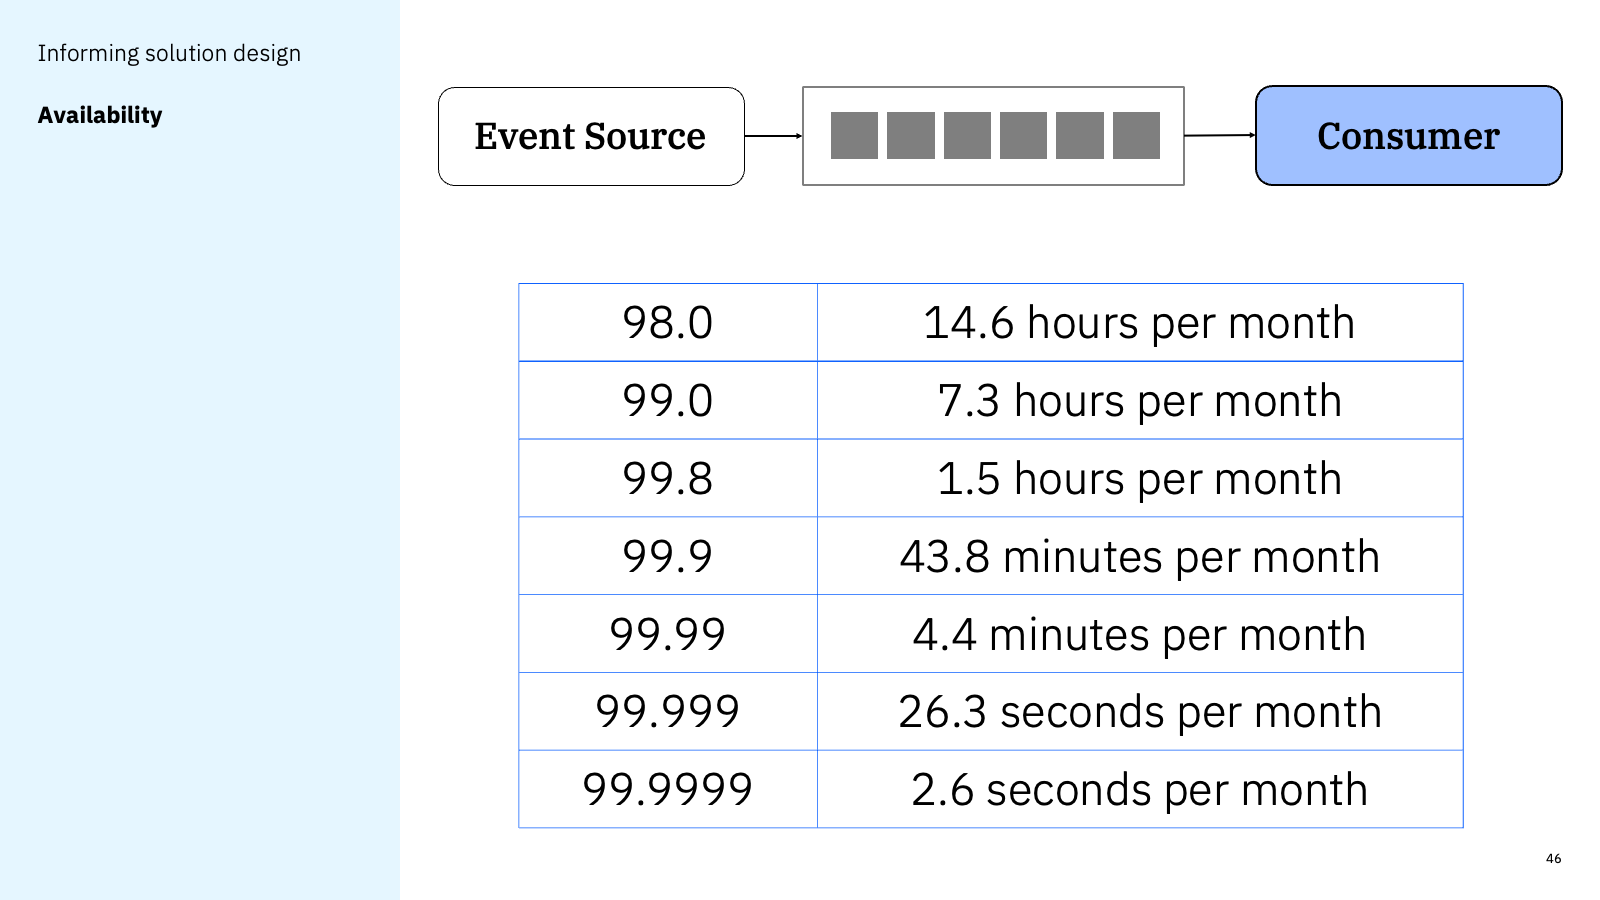 Informing solution design
Availability
Event Source
Consumer
98.0 14.6 hours per month
99.0 7.3 hours per month
99.8 1.5 hours per month
99.9 43.8 minutes per month
99.99 4.4 minutes per month
99.999 26.3 seconds per month
99.9999 2.6 seconds per month
46